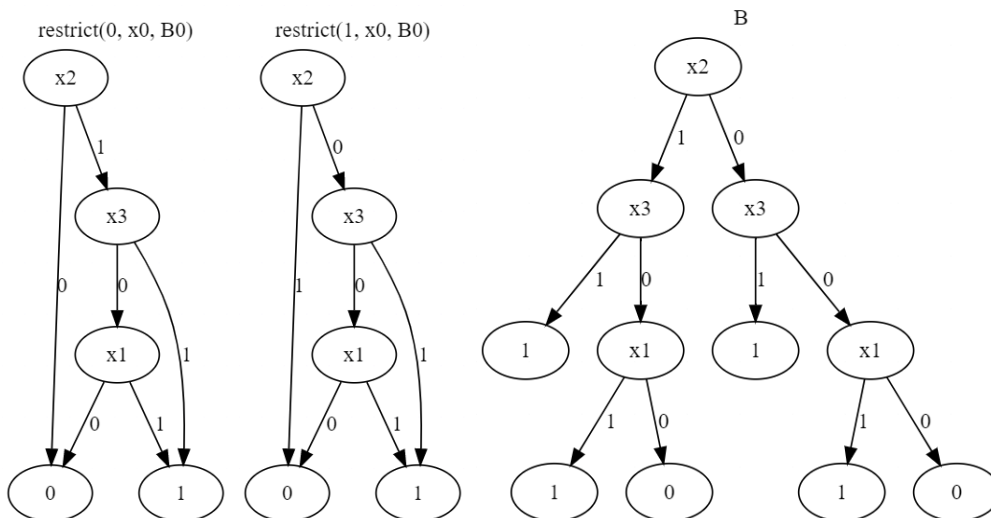 B
restrict(0, x0, B0) restrict(1, x0, B0)
x2 x2 x2
1 0 1 0
x3 x3 x3 x3
0 0 1 0 1 0 1 0
1 1
x1 x1 1 x1 1 x1
0 1 0 1 1 0 1 0
0 1 0 1 1 0 1 0